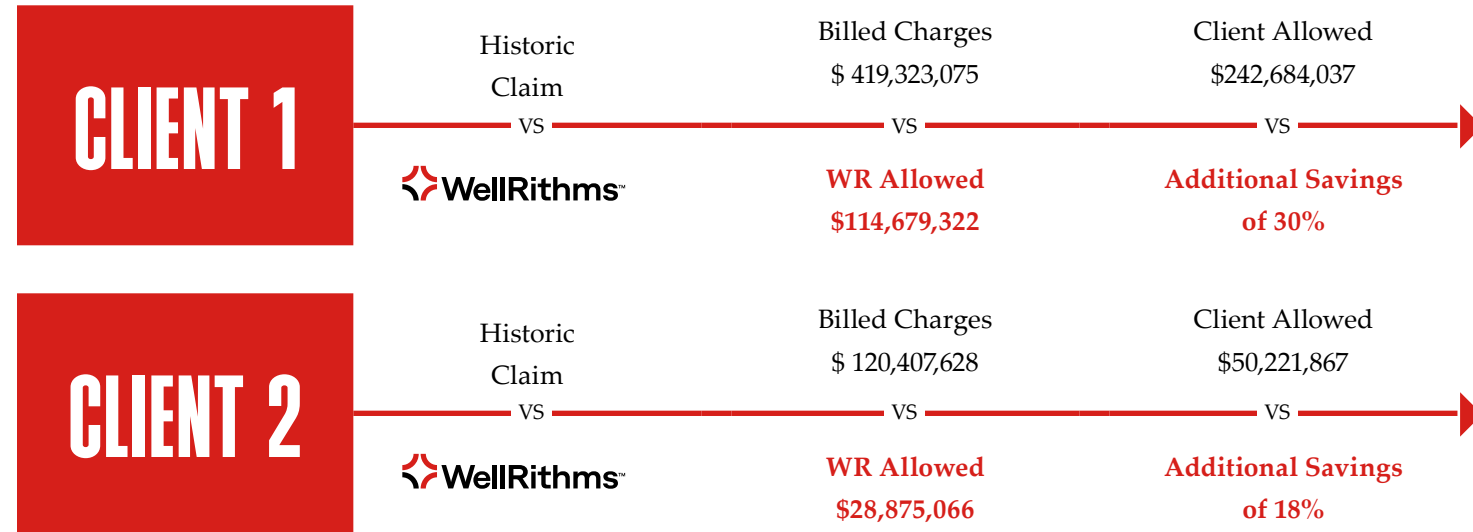 CLIENT 1
Historic
Claim
VS
WellRithms™
Billed Charges
$ 419,323,075
VS
WR Allowed
$114,679,322
Client Allowed
$242,684,037
VS
Additional Savings
of 30%
CLIENT 2
Historic
Claim
VS
WellRithms™
Billed Charges
$ 120,407,628
VS
WR Allowed
$28,875,066
Client Allowed
$50,221,867
VS
Additional Savings
of 18%